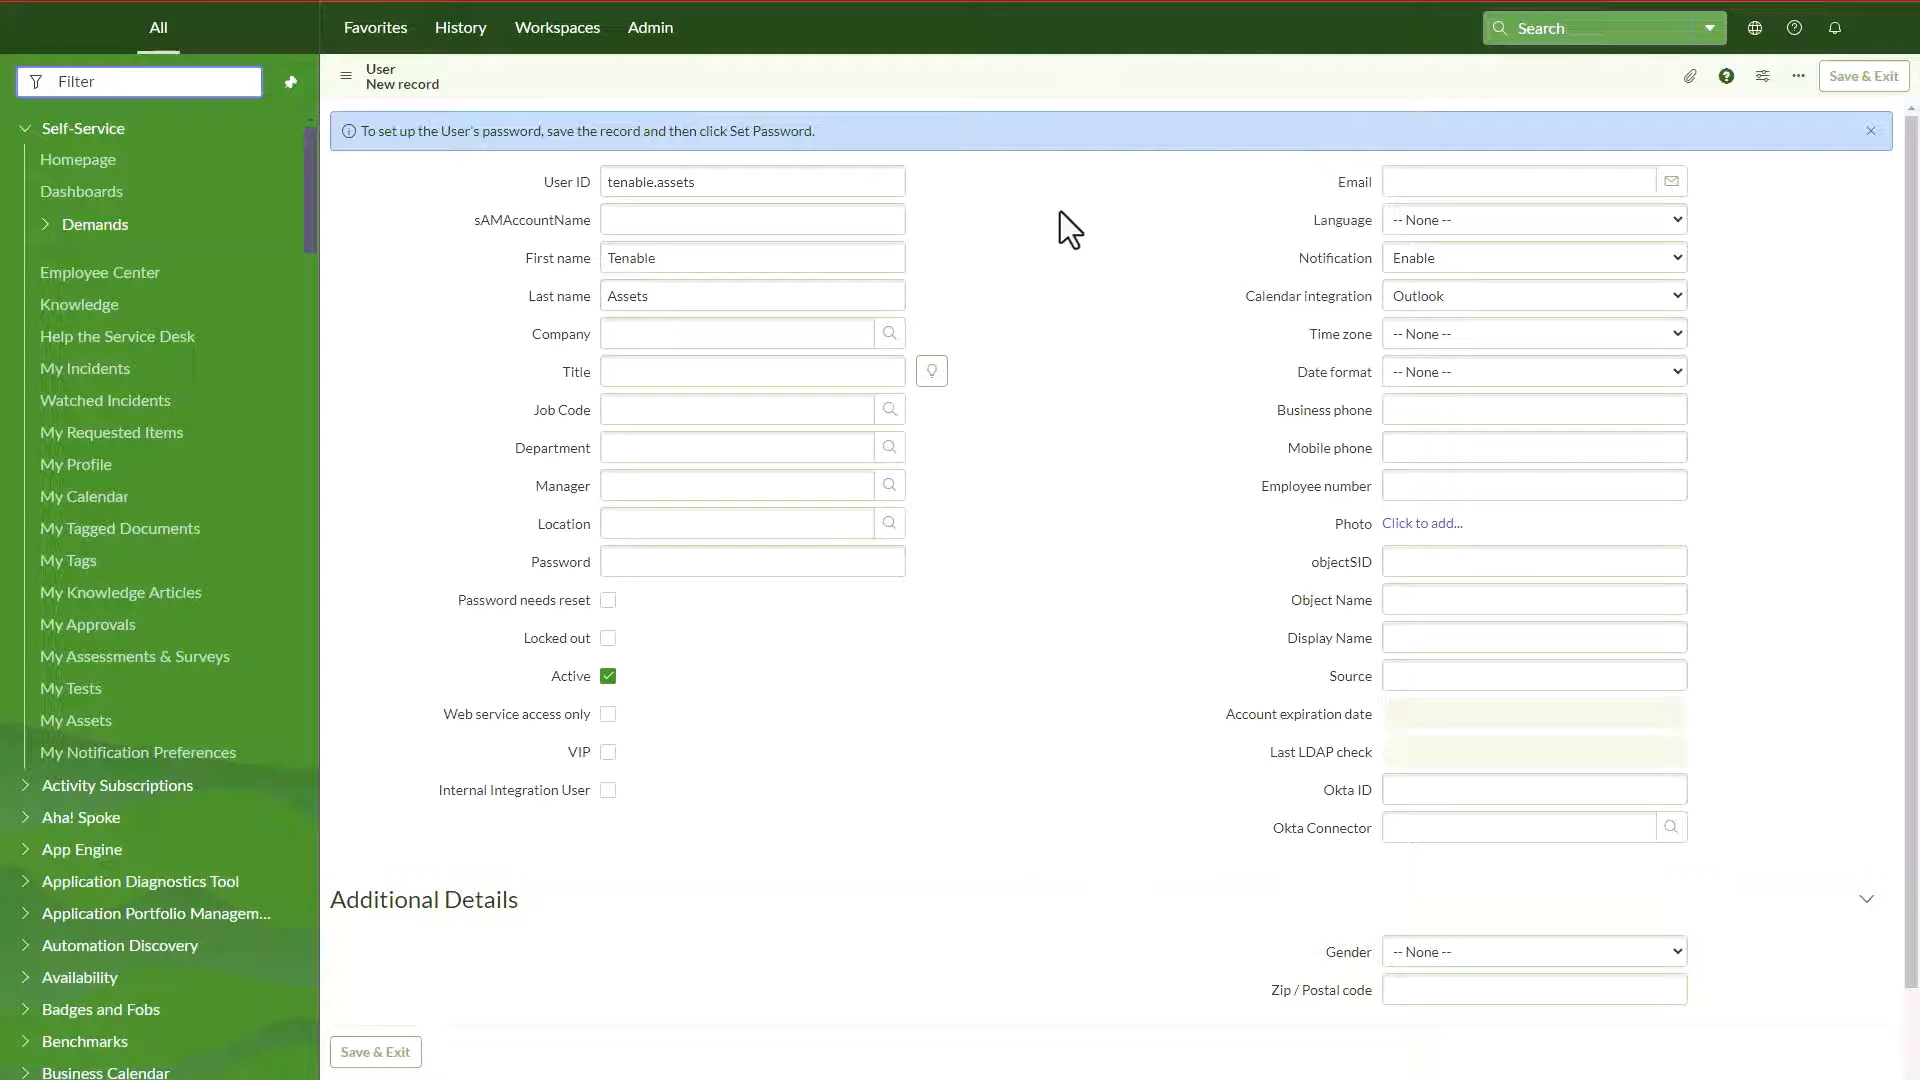 All
Favorites
History
Workspaces
Admin
Search
Filter
User
New record
Save & Exit
Self-Service
Homepage
Dashboards
Demands
Employee Center
Knowledge
Help the Service Desk
My Incidents
Watched Incidents
My Requested Items
My Profile
My Calendar
My Tagged Documents
My Tags
My Knowledge Articles
My Approvals
My Assessments & Surveys
My Tests
My Assets
My Notification Preferences
Activity Subscriptions
Aha! Spoke
App Engine
Application Diagnostics Tool
Application Portfolio Managem...
Automation Discovery
Availability
Badges and Fobs
Benchmarks
Business Calendar
To set up the User's password, save the record and then click Set Password.
User ID tenable.assets
sAMAccountName
First name Tenable
Last name Assets
Company
Title
Job Code
Department
Manager
Location
Password
Password needs reset
Locked out
Active
Web service access only
VIP
Internal Integration User
Email
Language -- None --
Notification Enable
Calendar integration Outlook
Time zone -- None --
Date format -- None --
Business phone
Mobile phone
Employee number
Photo Click to add...
objectSID
Object Name
Display Name
Source
Account expiration date
Last LDAP check
Okta ID
Okta Connector
Additional Details
Gender -- None --
Zip / Postal code
Save & Exit